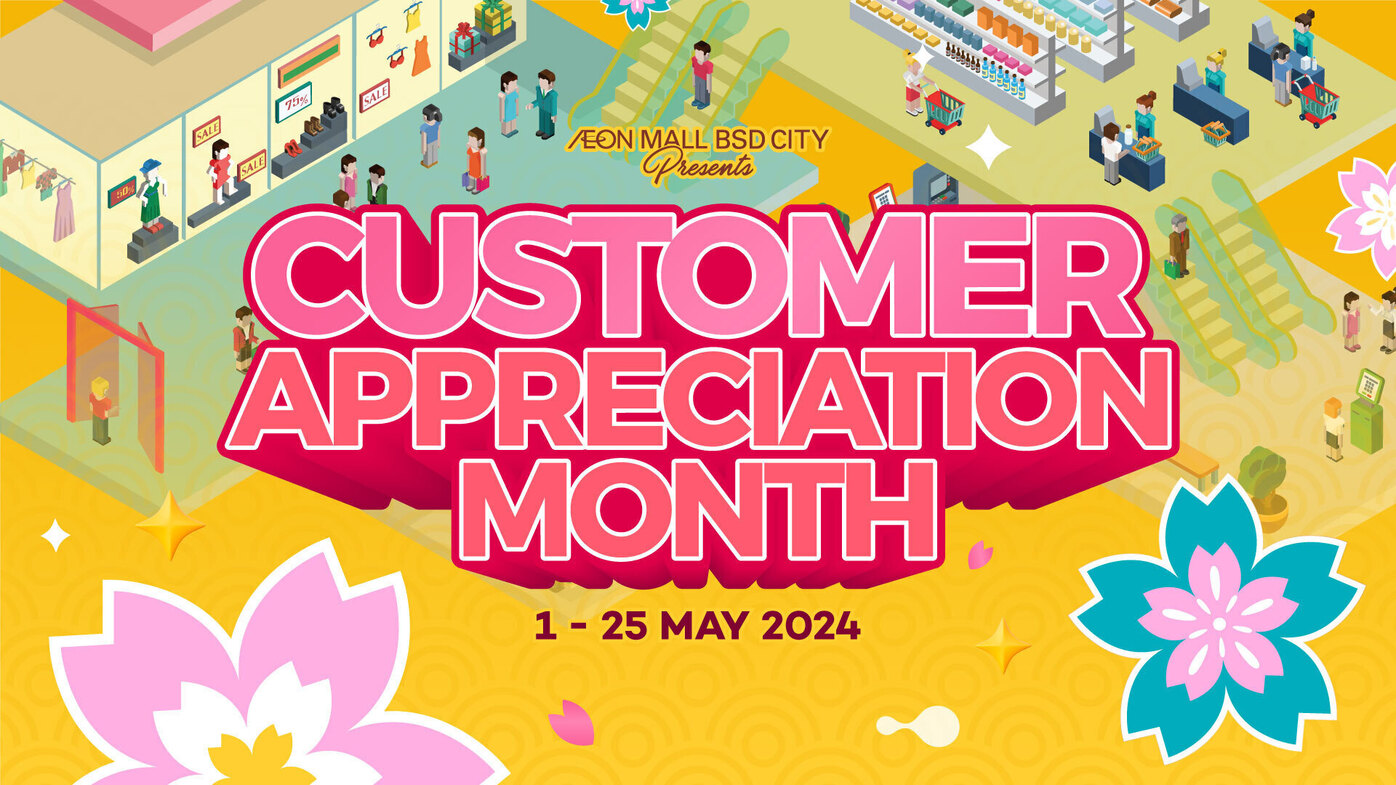 ÆON MALL BSD CITY
Presents
CUSTOMER
APPRECIATION
MONTH
1 - 25 MAY 2024
SALE
75%
SALE
SALE
50%